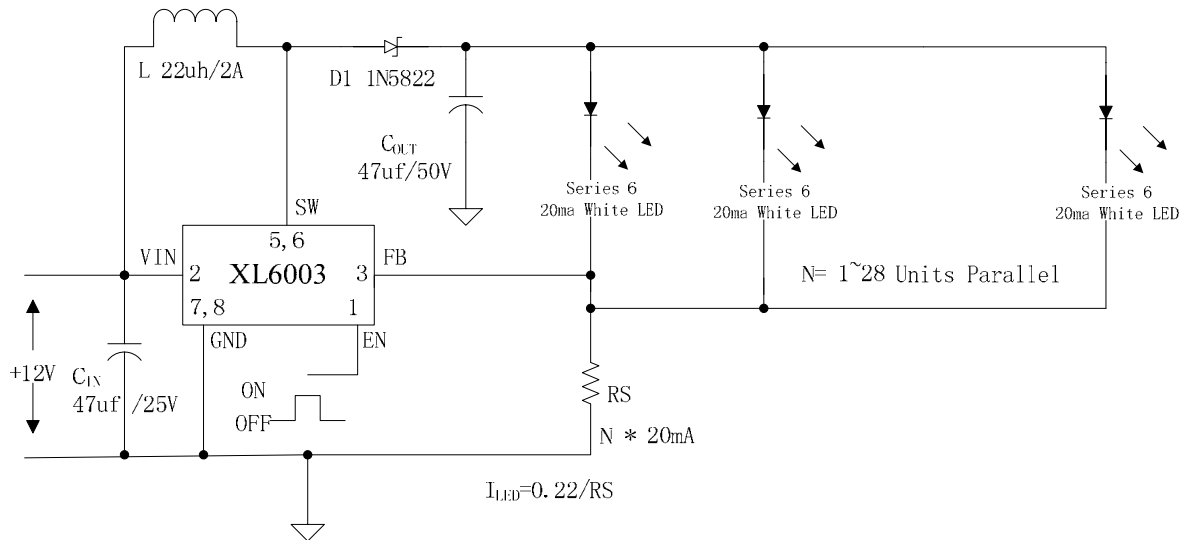 L 22uh/2A
D1 1N5822
COUT
47uf/50V
Series 6
20ma White LED
Series 6
20ma White LED
Series 6
20ma White LED
SW
5,6
VIN
2
XL6003
3
FB
7,8
1
GND
EN
N= 1~28 Units Parallel
+12V
CIN
47uf /25V
ON
OFF
RS
N * 20mA
ILED=0.22/RS